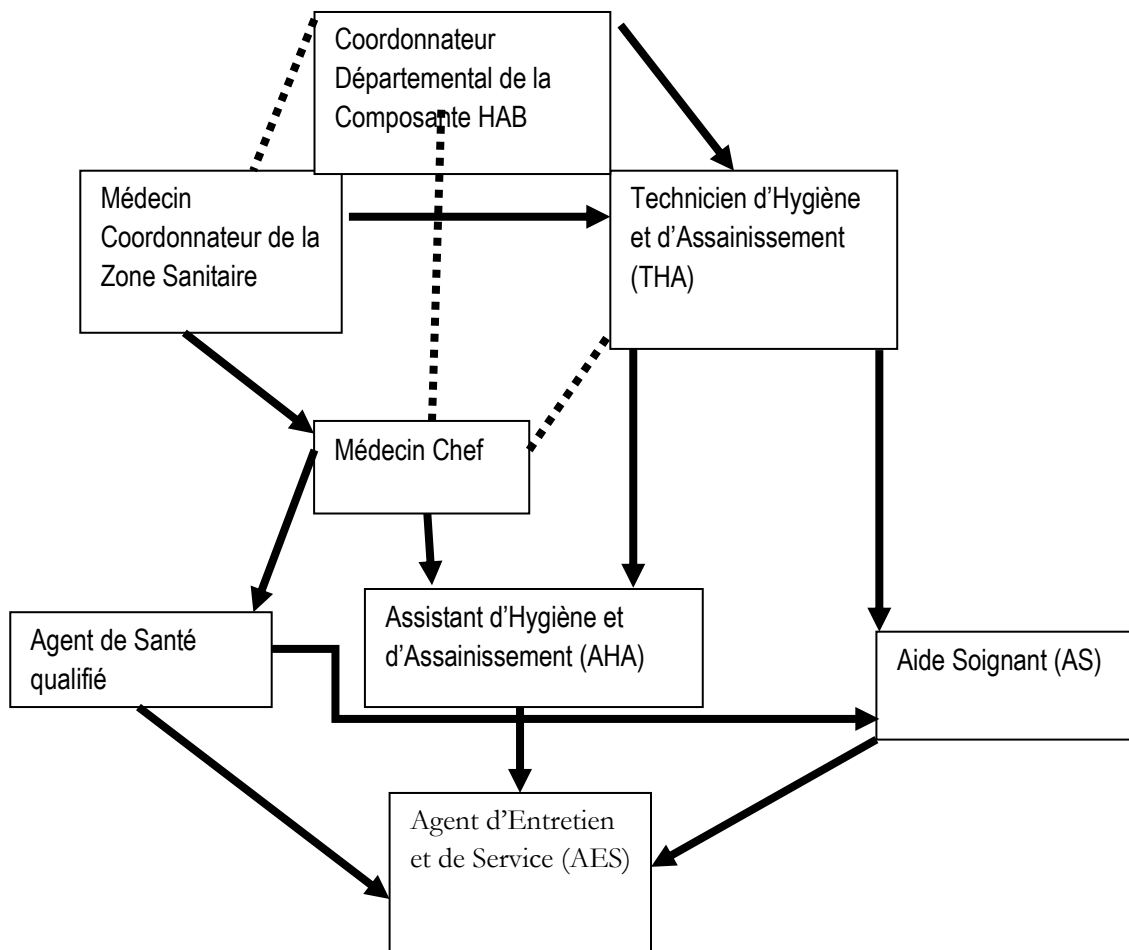 Coordonnateur
Départemental de la
Composante HAB
Médecin
Coordonnateur de la
Zone Sanitaire
Technicien d’Hygiène
et d’Assainissement
(THA)
Médecin Chef
Agent de Santé
qualifié
Assistant d’Hygiène et
d’Assainissement (AHA)
Aide Soignant (AS)
Agent d’Entretien
et de Service (AES)